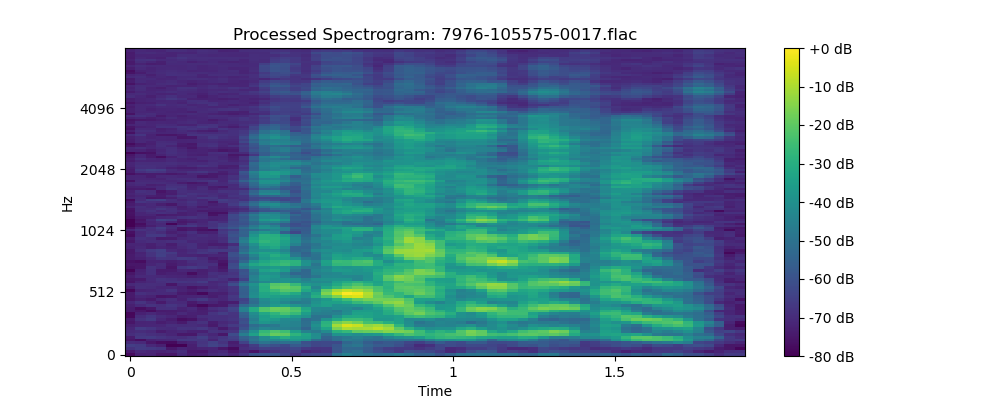 Processed Spectrogram: 7976-105575-0017.flac
+0 dB
-10 dB
-20 dB
-30 dB
-40 dB
-50 dB
-60 dB
-70 dB
-80 dB
Hz
4096
2048
1024
512
0
0 0.5 1 1.5
Time